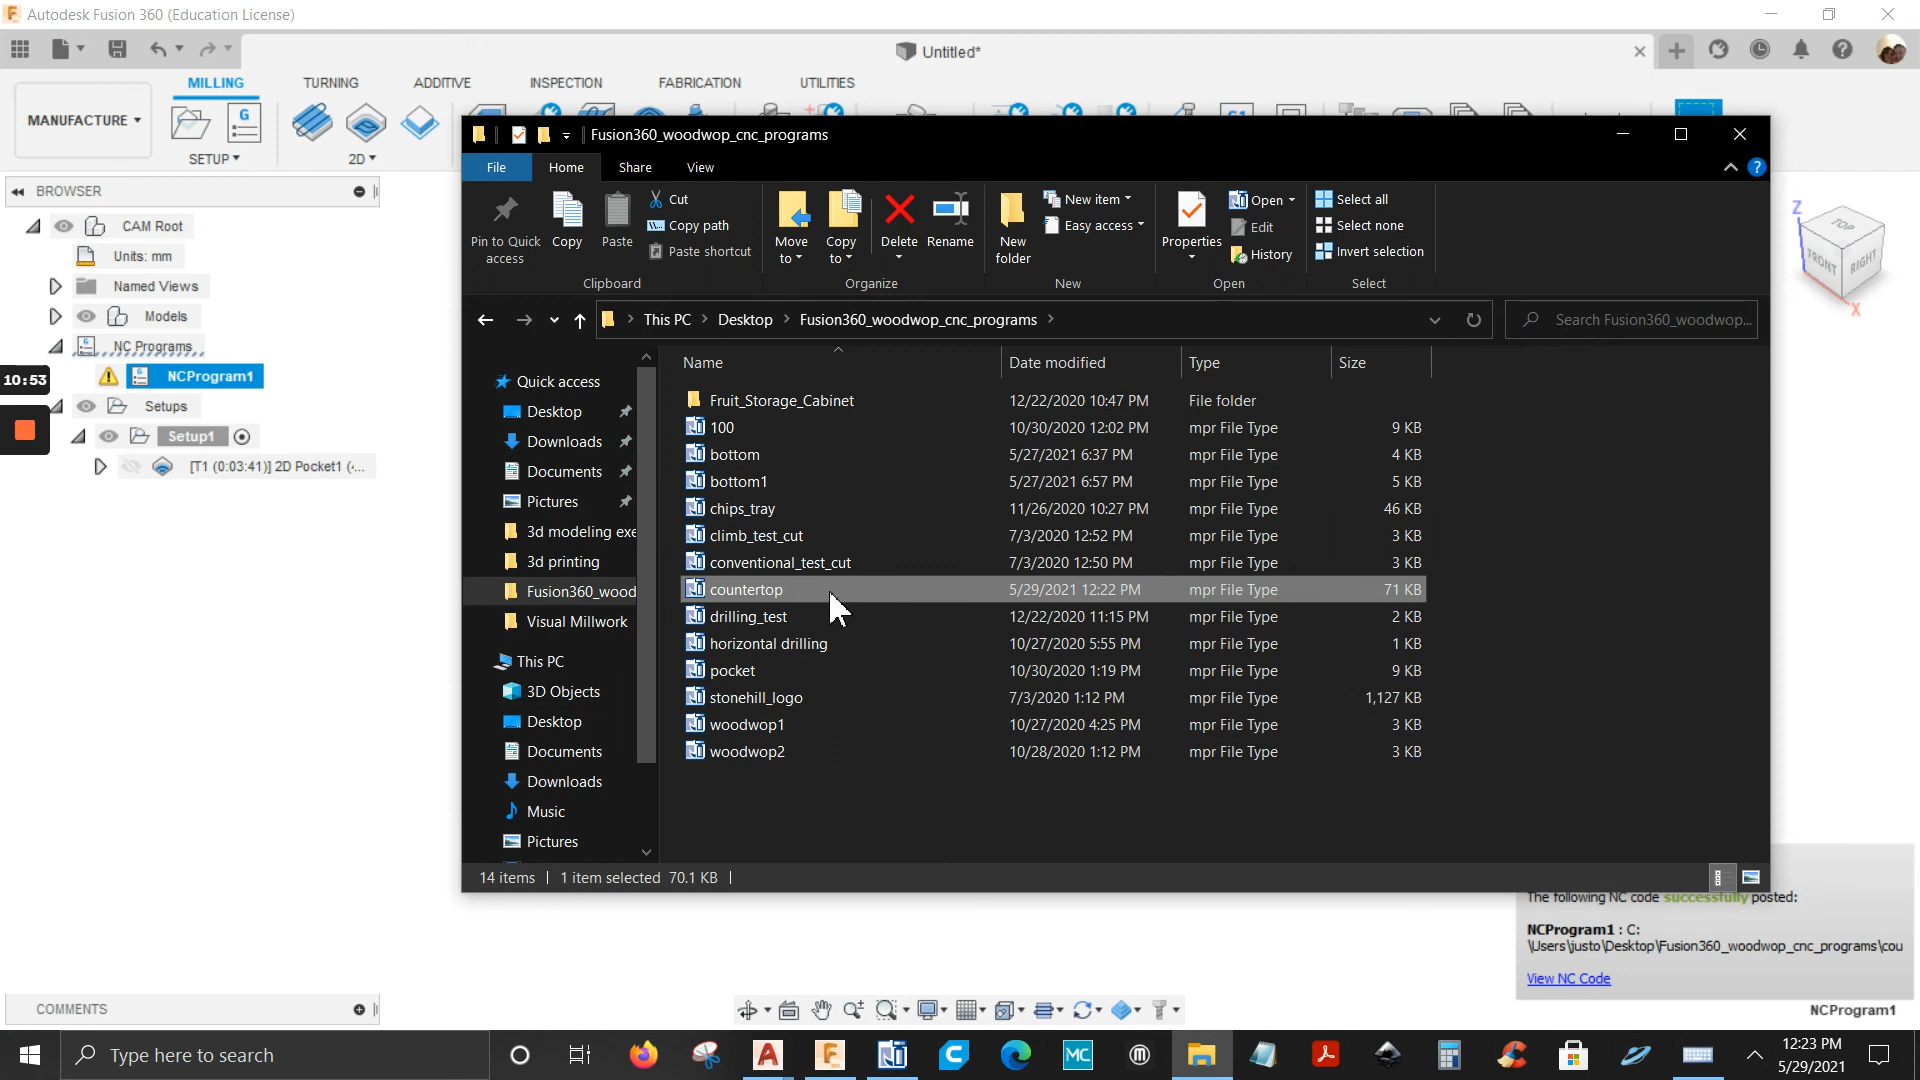 Autodesk Fusion 360 (Education License)
Untitled*
MILLING TURNING ADDITIVE INSPECTION FABRICATION UTILITIES
MANUFACTURE
SETUP
2D
BROWSER
CAM Root
Units: mm
Named Views
Models
NC Programs
NCProgram1
10:53
Setups
Setup1
[T1 (0:03:41)] 2D Pocket1 (-...
COMMENTS
Fusion360_woodwop_cnc_programs
File Home Share View
Pin to Quick access
Copy
Paste
Cut
Copy path
Paste shortcut
Clipboard
Move to
Copy to
Delete
Rename
Organize
New folder
New item
Easy access
New
Properties
Open
Edit
History
Open
Select all
Select none
Invert selection
Select
This PC Desktop Fusion360_woodwop_cnc_programs
Search Fusion360_woodwop...
Quick access
Desktop
Downloads
Documents
Pictures
3d modeling exe
3d printing
Fusion360_wood
Visual Millwork
This PC
3D Objects
Desktop
Documents
Downloads
Music
Pictures
Name Date modified Type Size
Fruit_Storage_Cabinet 12/22/2020 10:47 PM File folder
100 10/30/2020 12:02 PM mpr File Type 9 KB
bottom 5/27/2021 6:37 PM mpr File Type 4 KB
bottom1 5/27/2021 6:57 PM mpr File Type 5 KB
chips_tray 11/26/2020 10:27 PM mpr File Type 46 KB
climb_test_cut 7/3/2020 12:52 PM mpr File Type 3 KB
conventional_test_cut 7/3/2020 12:50 PM mpr File Type 3 KB
countertop 5/29/2021 12:22 PM mpr File Type 71 KB
drilling_test 12/22/2020 11:15 PM mpr File Type 2 KB
horizontal drilling 10/27/2020 5:55 PM mpr File Type 1 KB
pocket 10/30/2020 1:19 PM mpr File Type 9 KB
stonehill_logo 7/3/2020 1:12 PM mpr File Type 1,127 KB
woodwop1 10/27/2020 4:25 PM mpr File Type 3 KB
woodwop2 10/28/2020 1:12 PM mpr File Type 3 KB
14 items 1 item selected 70.1 KB
Z
TOP
FRONT
RIGHT
X
The following NC code successfully posted:
NCProgram1 : C:
\Users\justo\Desktop\Fusion360_woodwop_cnc_programs\cou
View NC Code
NCProgram1
Type here to search
MC
12:23 PM
5/29/2021